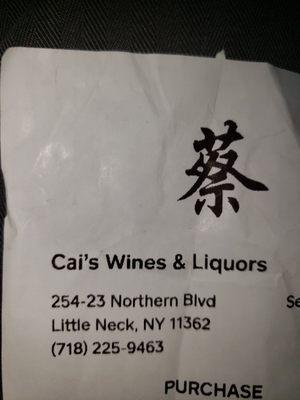 蔡
Cai's Wines & Liquors
254-23 Northern Blvd
Little Neck, NY 11362
(718) 225-9463
PURCHASE